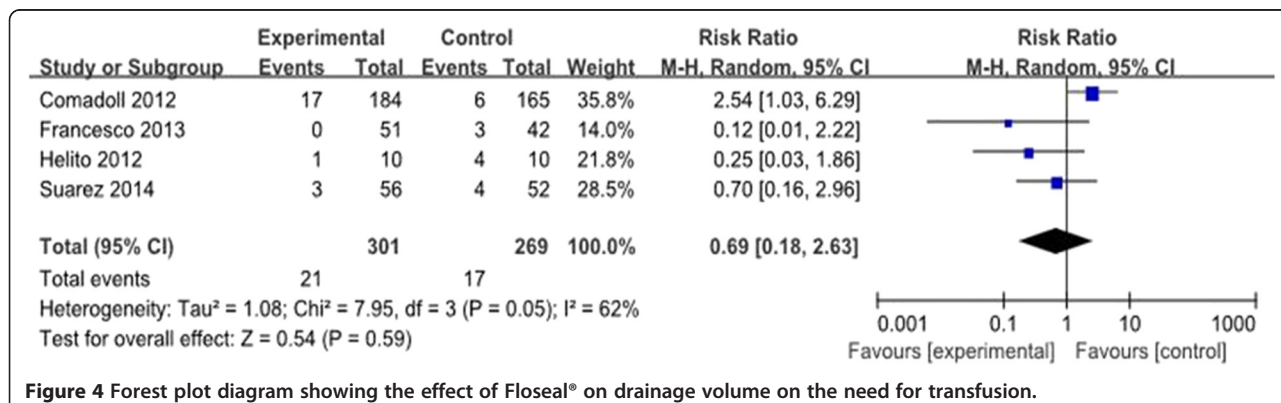 Experimental Control Risk Ratio Risk Ratio
Study or Subgroup Events Total Events Total Weight M-H, Random, 95% CI M-H, Random, 95% CI
Comadoll 2012 17 184 6 165 35.8% 2.54 [1.03, 6.29]
Francesco 2013 0 51 3 42 14.0% 0.12 [0.01, 2.22]
Helito 2012 1 10 4 10 21.8% 0.25 [0.03, 1.86]
Suarez 2014 3 56 4 52 28.5% 0.70 [0.16, 2.96]
Total (95% CI) 301 269 100.0% 0.69 [0.18, 2.63]
Total events 21 17
Heterogeneity: Tau² = 1.08; Chi² = 7.95, df = 3 (P = 0.05); I² = 62%
Test for overall effect: Z = 0.54 (P = 0.59)
0.001 0.1 1 10 1000
Favours [experimental] Favours [control]
Figure 4 Forest plot diagram showing the effect of Floseal® on drainage volume on the need for transfusion.